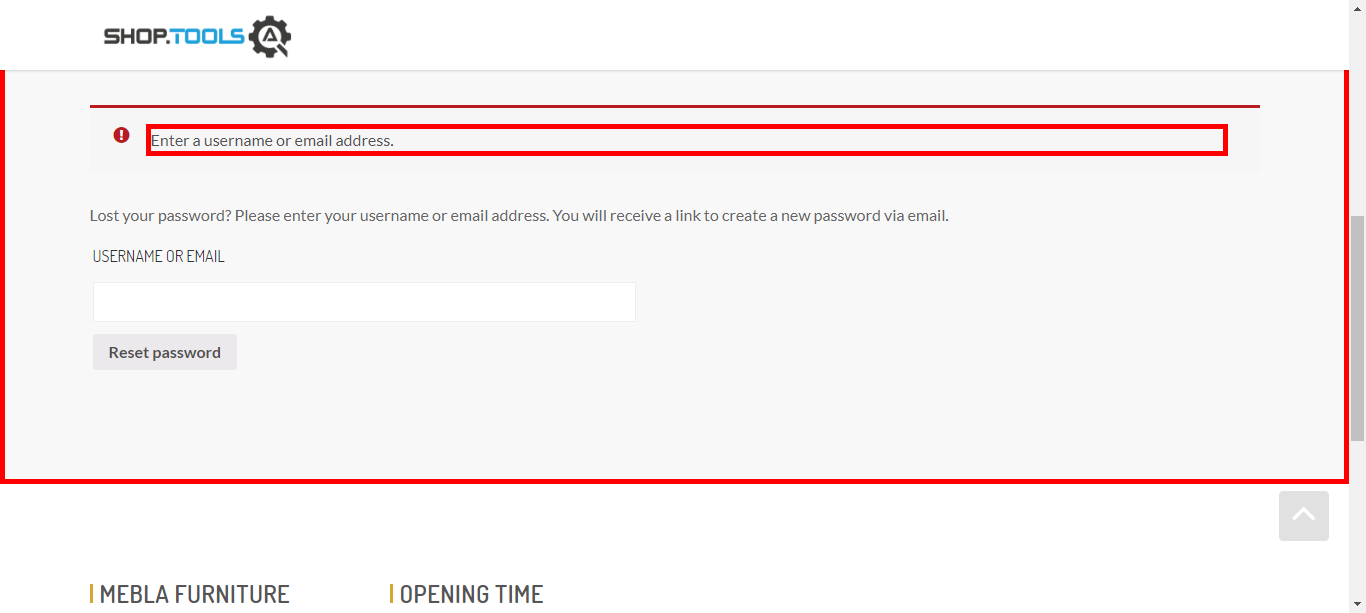 SHOP.TOOLS
Enter a username or email address.
Lost your password? Please enter your username or email address. You will receive a link to create a new password via email.
USERNAME OR EMAIL
Reset password
MEBLA FURNITURE
OPENING TIME